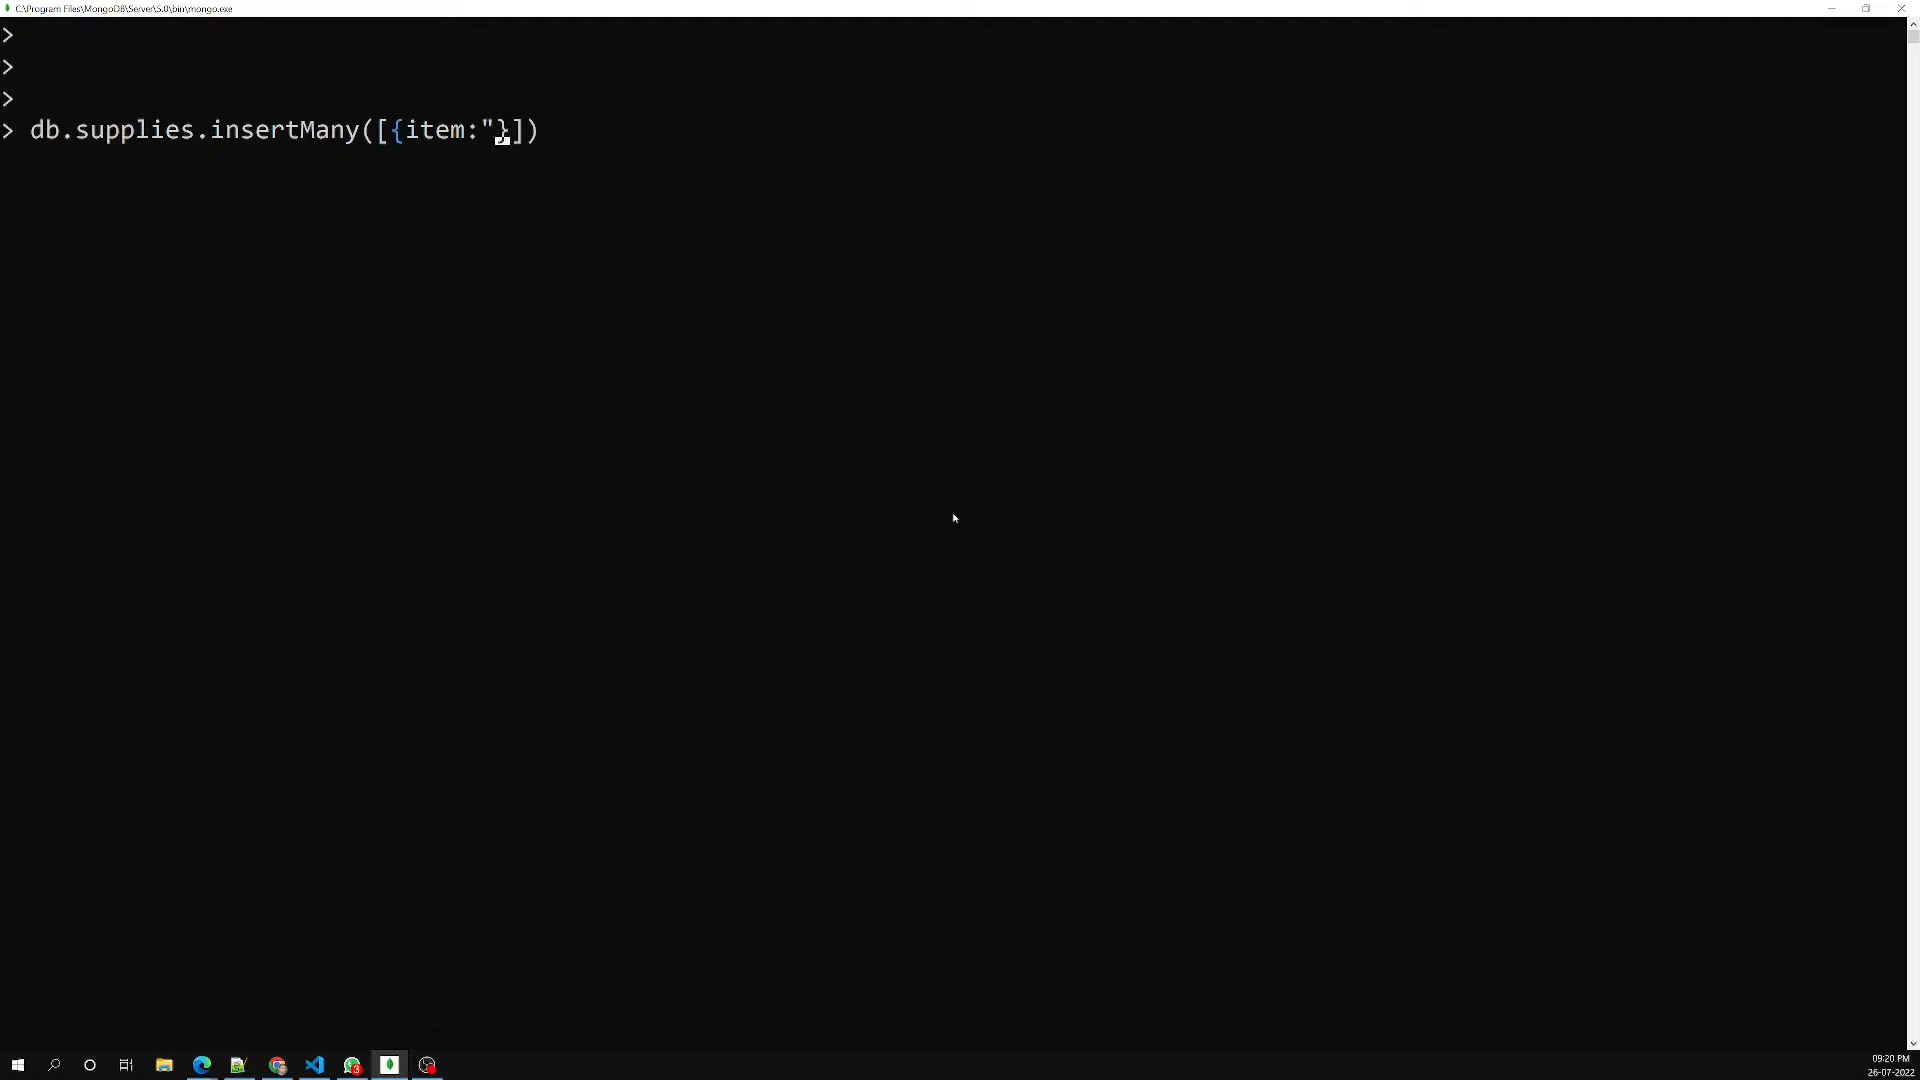 C:\Program Files\MongoDB\Server\5.0\bin\mongo.exe
>
>
>
> db.supplies.insertMany([{item:"}])
3
09:20 PM
26-07-2022